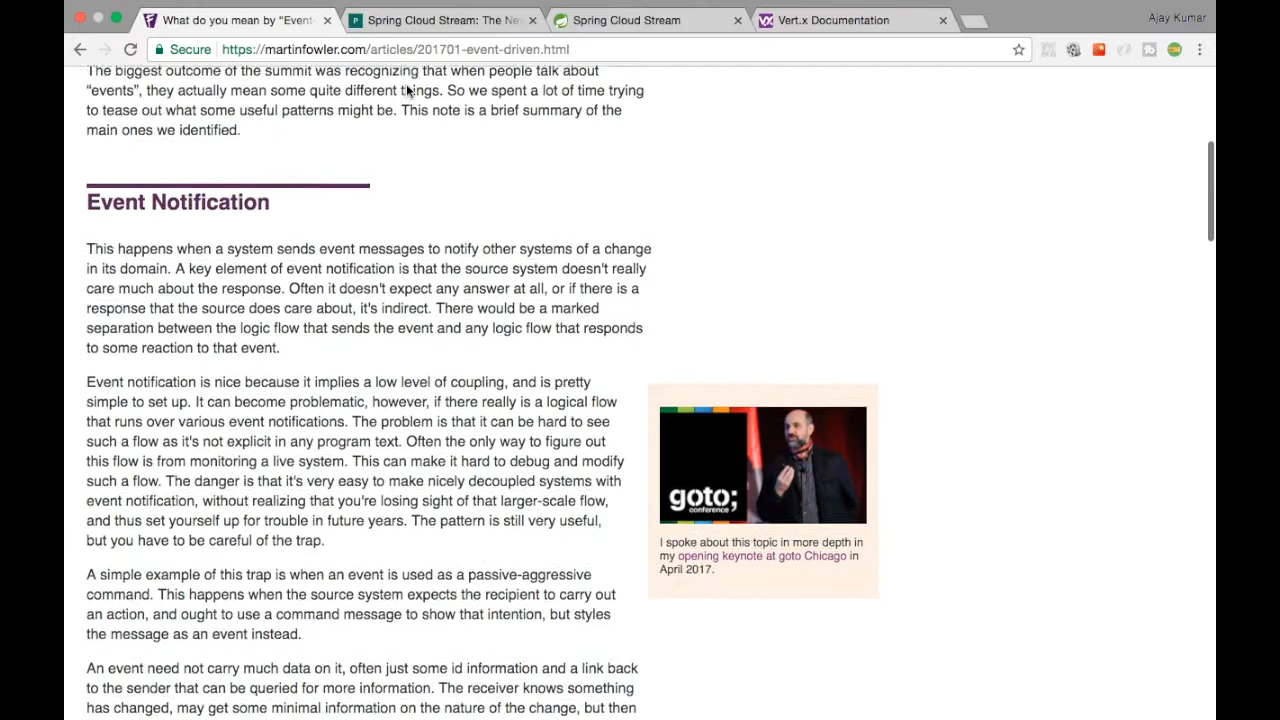 What do you mean by “Event-
Spring Cloud Stream: The New
Spring Cloud Stream
Vert.x Documentation
Ajay Kumar
Secure
https://martinfowler.com/articles/201701-event-driven.html
The biggest outcome of the summit was recognizing that when people talk about
“events”, they actually mean some quite different things. So we spent a lot of time trying
to tease out what some useful patterns might be. This note is a brief summary of the
main ones we identified.
Event Notification
This happens when a system sends event messages to notify other systems of a change
in its domain. A key element of event notification is that the source system doesn't really
care much about the response. Often it doesn't expect any answer at all, or if there is a
response that the source does care about, it's indirect. There would be a marked
separation between the logic flow that sends the event and any logic flow that responds
to some reaction to that event.
Event notification is nice because it implies a low level of coupling, and is pretty
simple to set up. It can become problematic, however, if there really is a logical flow
that runs over various event notifications. The problem is that it can be hard to see
such a flow as it's not explicit in any program text. Often the only way to figure out
this flow is from monitoring a live system. This can make it hard to debug and modify
such a flow. The danger is that it's very easy to make nicely decoupled systems with
event notification, without realizing that you're losing sight of that larger-scale flow,
and thus set yourself up for trouble in future years. The pattern is still very useful,
but you have to be careful of the trap.
goto;
conference
I spoke about this topic in more depth in
my opening keynote at goto Chicago in
April 2017.
A simple example of this trap is when an event is used as a passive-aggressive
command. This happens when the source system expects the recipient to carry out
an action, and ought to use a command message to show that intention, but styles
the message as an event instead.
An event need not carry much data on it, often just some id information and a link back
to the sender that can be queried for more information. The receiver knows something
has changed, may get some minimal information on the nature of the change, but then